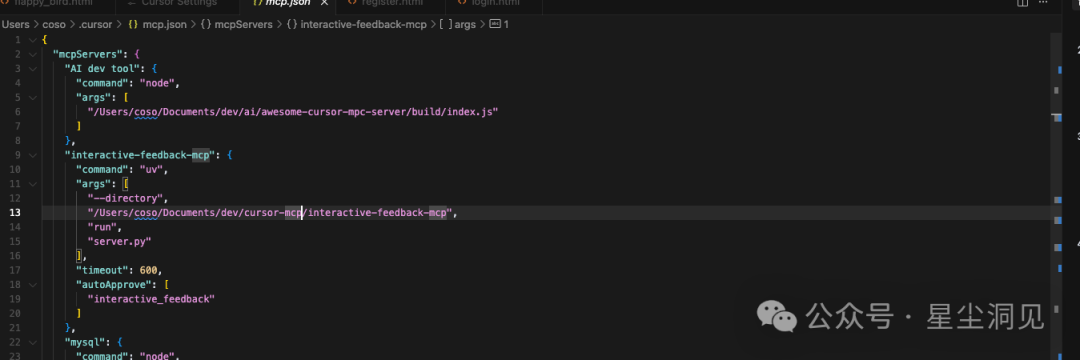 flappy_bird.html Cursor Settings mcp.json register.html login.html
Users > coso > .cursor > {} mcp.json > {} mcpServers > {} interactive-feedback-mcp > [ ] args > 1
1 {
2 "mcpServers": {
3 "AI dev tool": {
4 "command": "node",
5 "args": [
6 "/Users/coso/Documents/dev/ai/awesome-cursor-mpc-server/build/index.js"
7 ]
8 },
9 "interactive-feedback-mcp": {
10 "command": "uv",
11 "args": [
12 "--directory",
13 "/Users/coso/Documents/dev/cursor-mcp/interactive-feedback-mcp",
14 "run",
15 "server.py"
16 ],
17 "timeout": 600,
18 "autoApprove": [
19 "interactive_feedback"
20 ]
21 },
22 "mysql": {
23 "command": "node",
公众号 · 星尘洞见